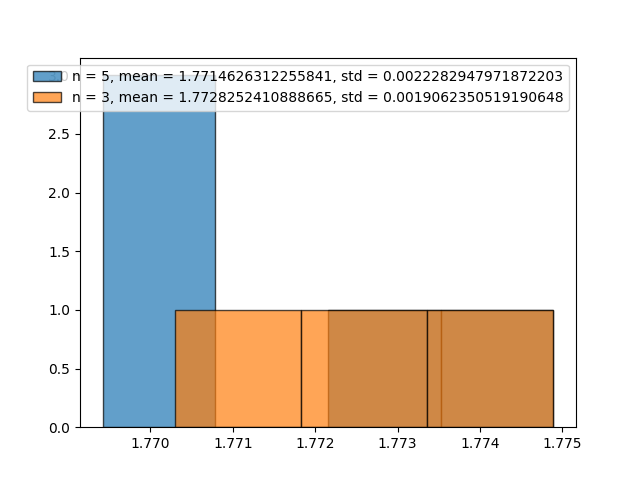 n = 5, mean = 1.7714626312255841, std = 0.0022282947971872203
n = 3, mean = 1.7728252410888665, std = 0.0019062350519190648
3.0
2.5
2.0
1.5
1.0
0.5
0.0
1.770 1.771 1.772 1.773 1.774 1.775